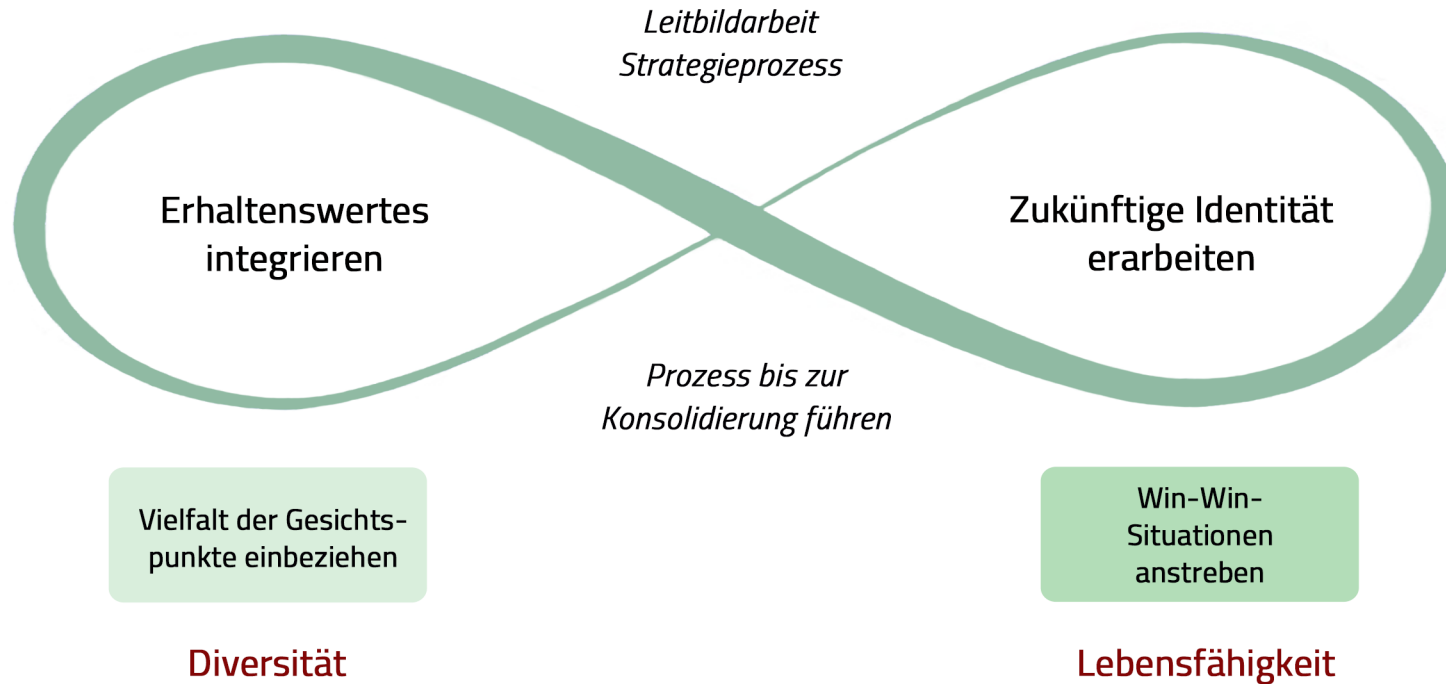 Leitbildarbeit
Strategieprozess
Erhaltenswertes
integrieren
Zukünftige Identität
erarbeiten
Prozess bis zur
Konsolidierung führen
Vielfalt der Gesichts-
punkte einbeziehen
Win-Win-
Situationen
anstreben
Diversität
Lebensfähigkeit